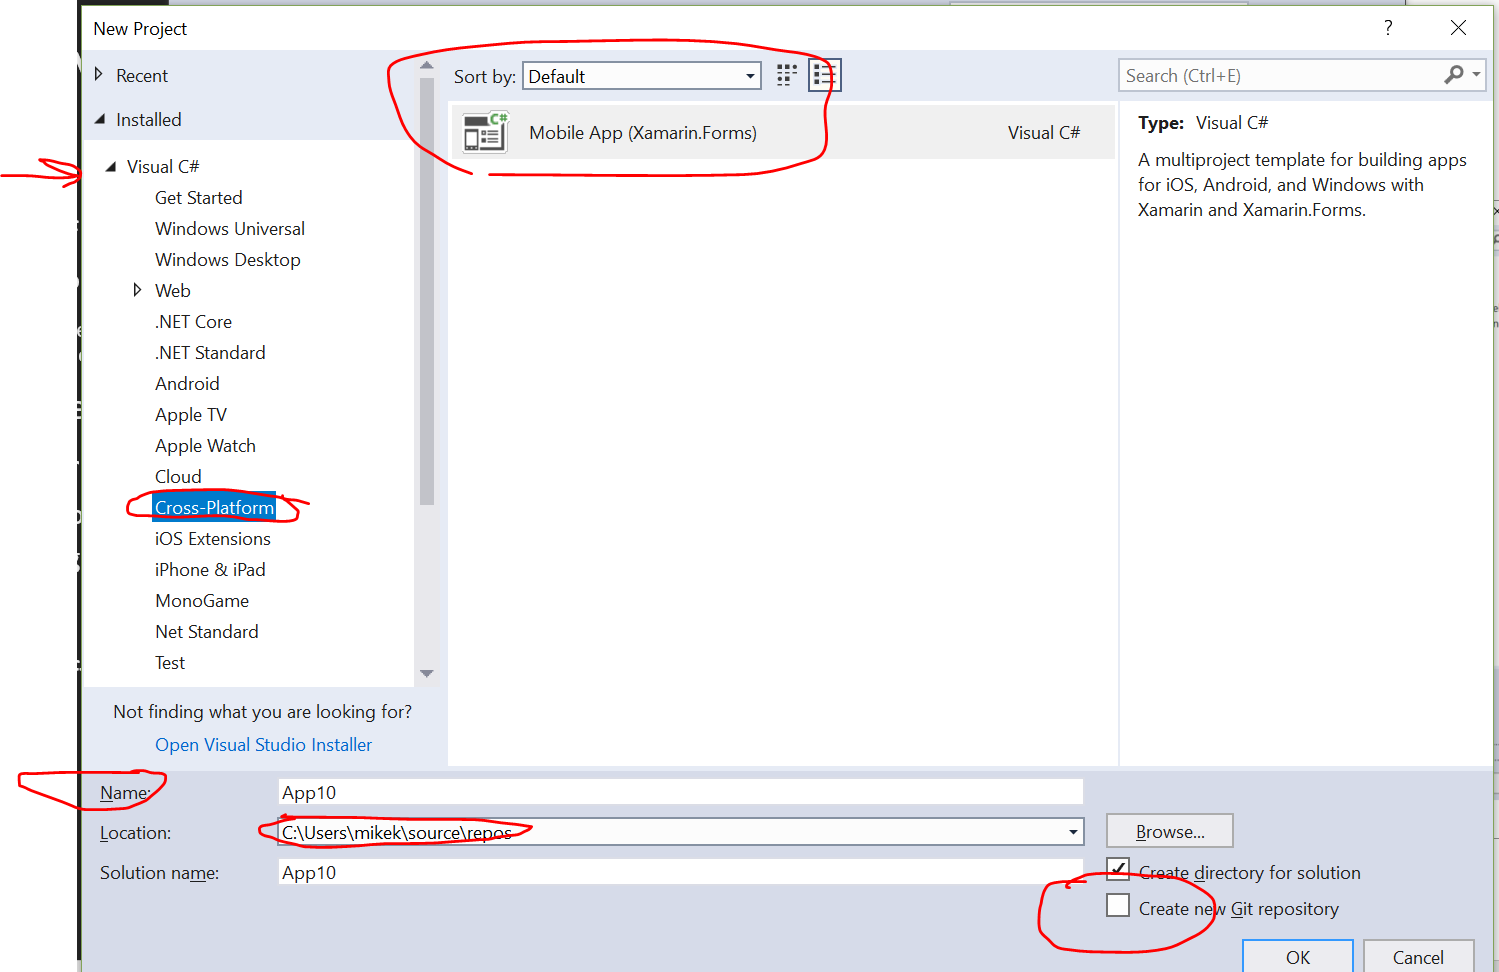 New Project
?
Recent
Installed
Visual C#
Get Started
Windows Universal
Windows Desktop
Web
.NET Core
.NET Standard
Android
Apple TV
Apple Watch
Cloud
Cross-Platform
iOS Extensions
iPhone & iPad
MonoGame
Net Standard
Test
Not finding what you are looking for?
Open Visual Studio Installer
Sort by: Default
C#
Mobile App (Xamarin.Forms) Visual C#
Search (Ctrl+E)
Type: Visual C#
A multiproject template for building apps
for iOS, Android, and Windows with
Xamarin and Xamarin.Forms.
Name: App10
Location: C:\Users\mikek\source\repos
Browse...
Solution name: App10
Create directory for solution
Create new Git repository
OK
Cancel